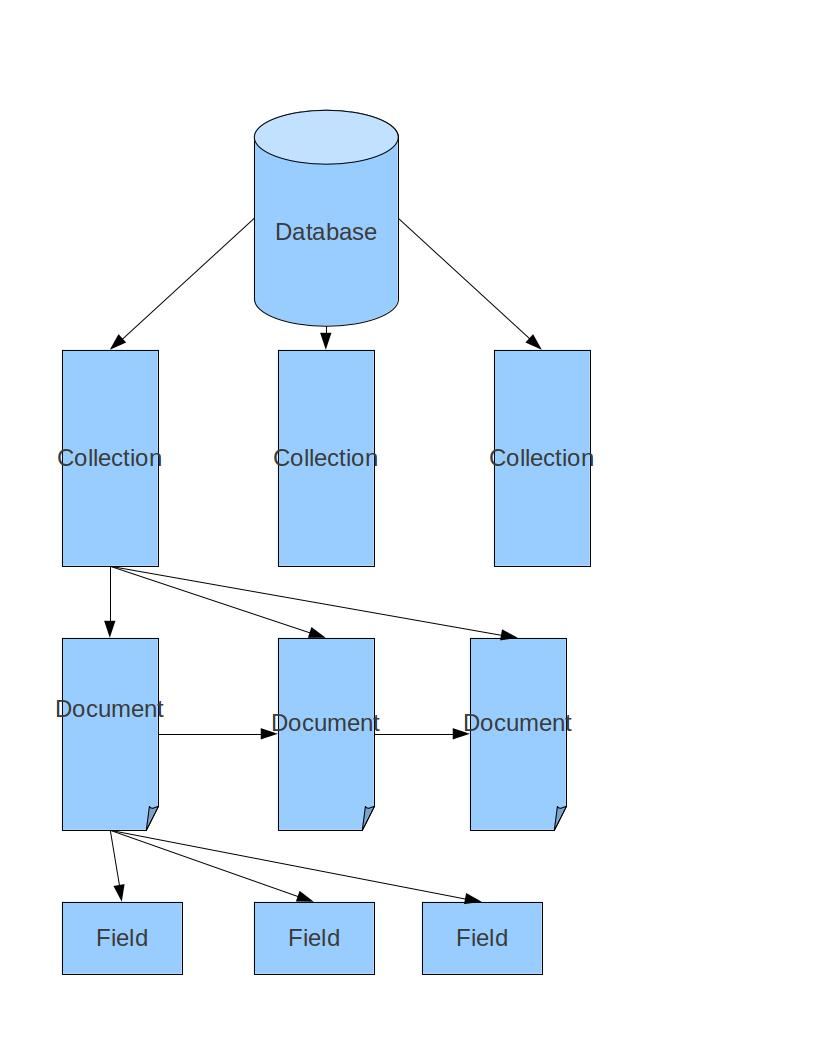 Database
Collection
Collection
Collection
Document
Document
Document
Field
Field
Field